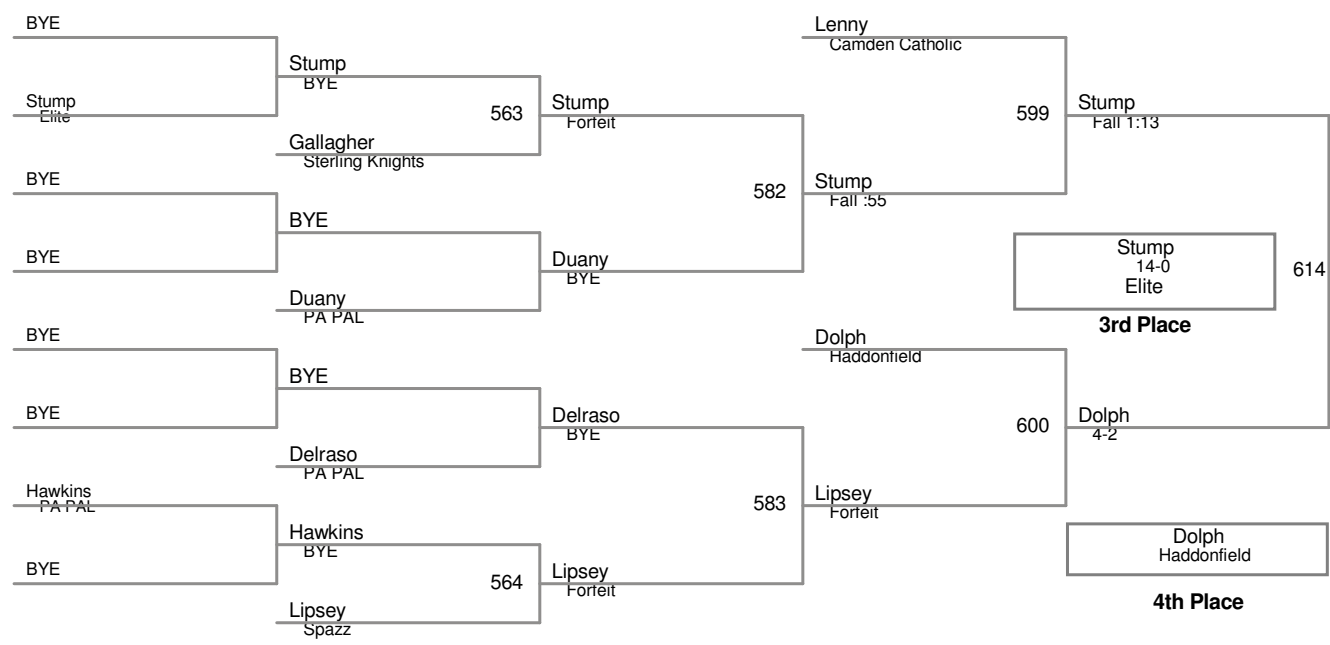 BYE
Stump
Elite
BYE
BYE
BYE
BYE
Hawkins
PA PAL
BYE
Stump
BYE
Gallagher
Sterling Knights
BYE
Duany
PA PAL
BYE
Delraso
PA PAL
Hawkins
BYE
Lipsey
Spazz
563
564
Stump
Forfeit
Duany
BYE
Delraso
BYE
Lipsey
Forfeit
582
583
Lenny
Camden Catholic
Stump
Fall :55
Dolph
Haddonfield
Lipsey
Forfeit
599
600
Stump
Fall 1:13
Dolph
4-2
614
Stump
14-0
Elite
3rd Place
Dolph
Haddonfield
4th Place